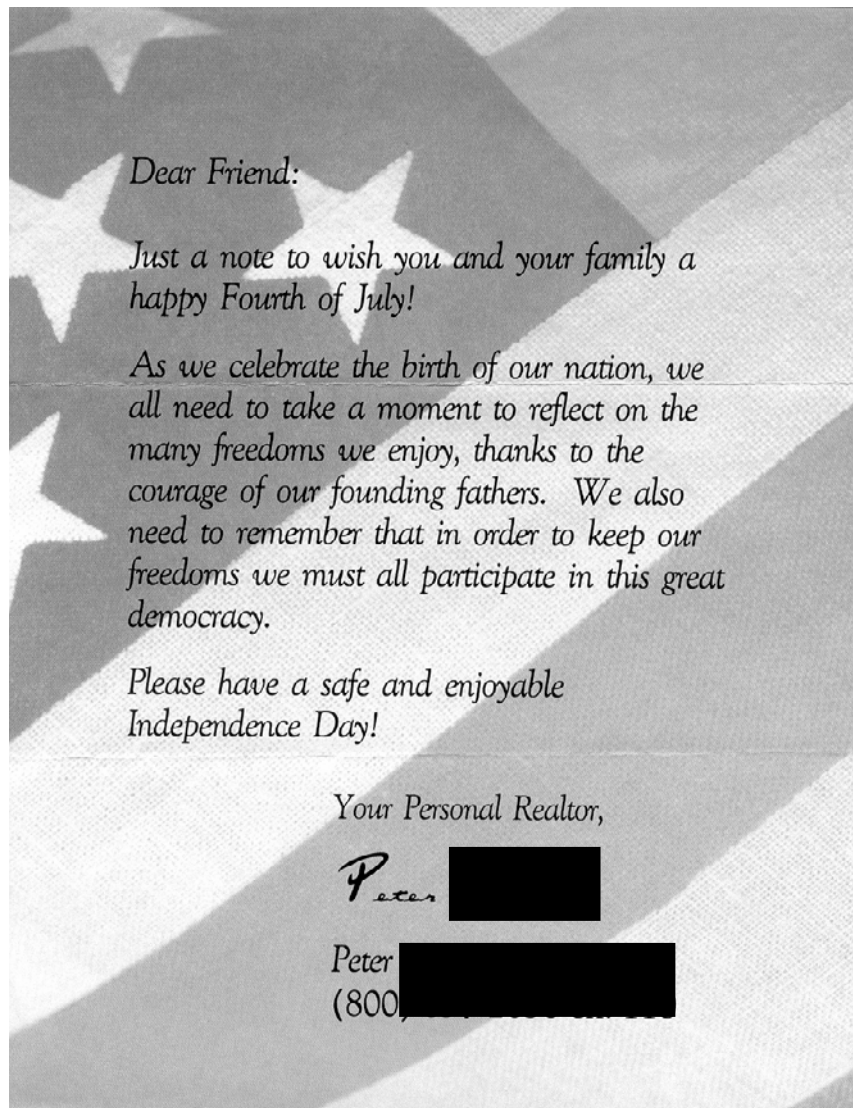 Dear Friend:
Just a note to wish you and your family a
happy Fourth of July!
As we celebrate the birth of our nation, we
all need to take a moment to reflect on the
many freedoms we enjoy, thanks to the
courage of our founding fathers.  We also
need to remember that in order to keep our
freedoms we must all participate in this great
democracy.
Please have a safe and enjoyable
Independence Day!
Your Personal Realtor,
Peter
Peter
(800)